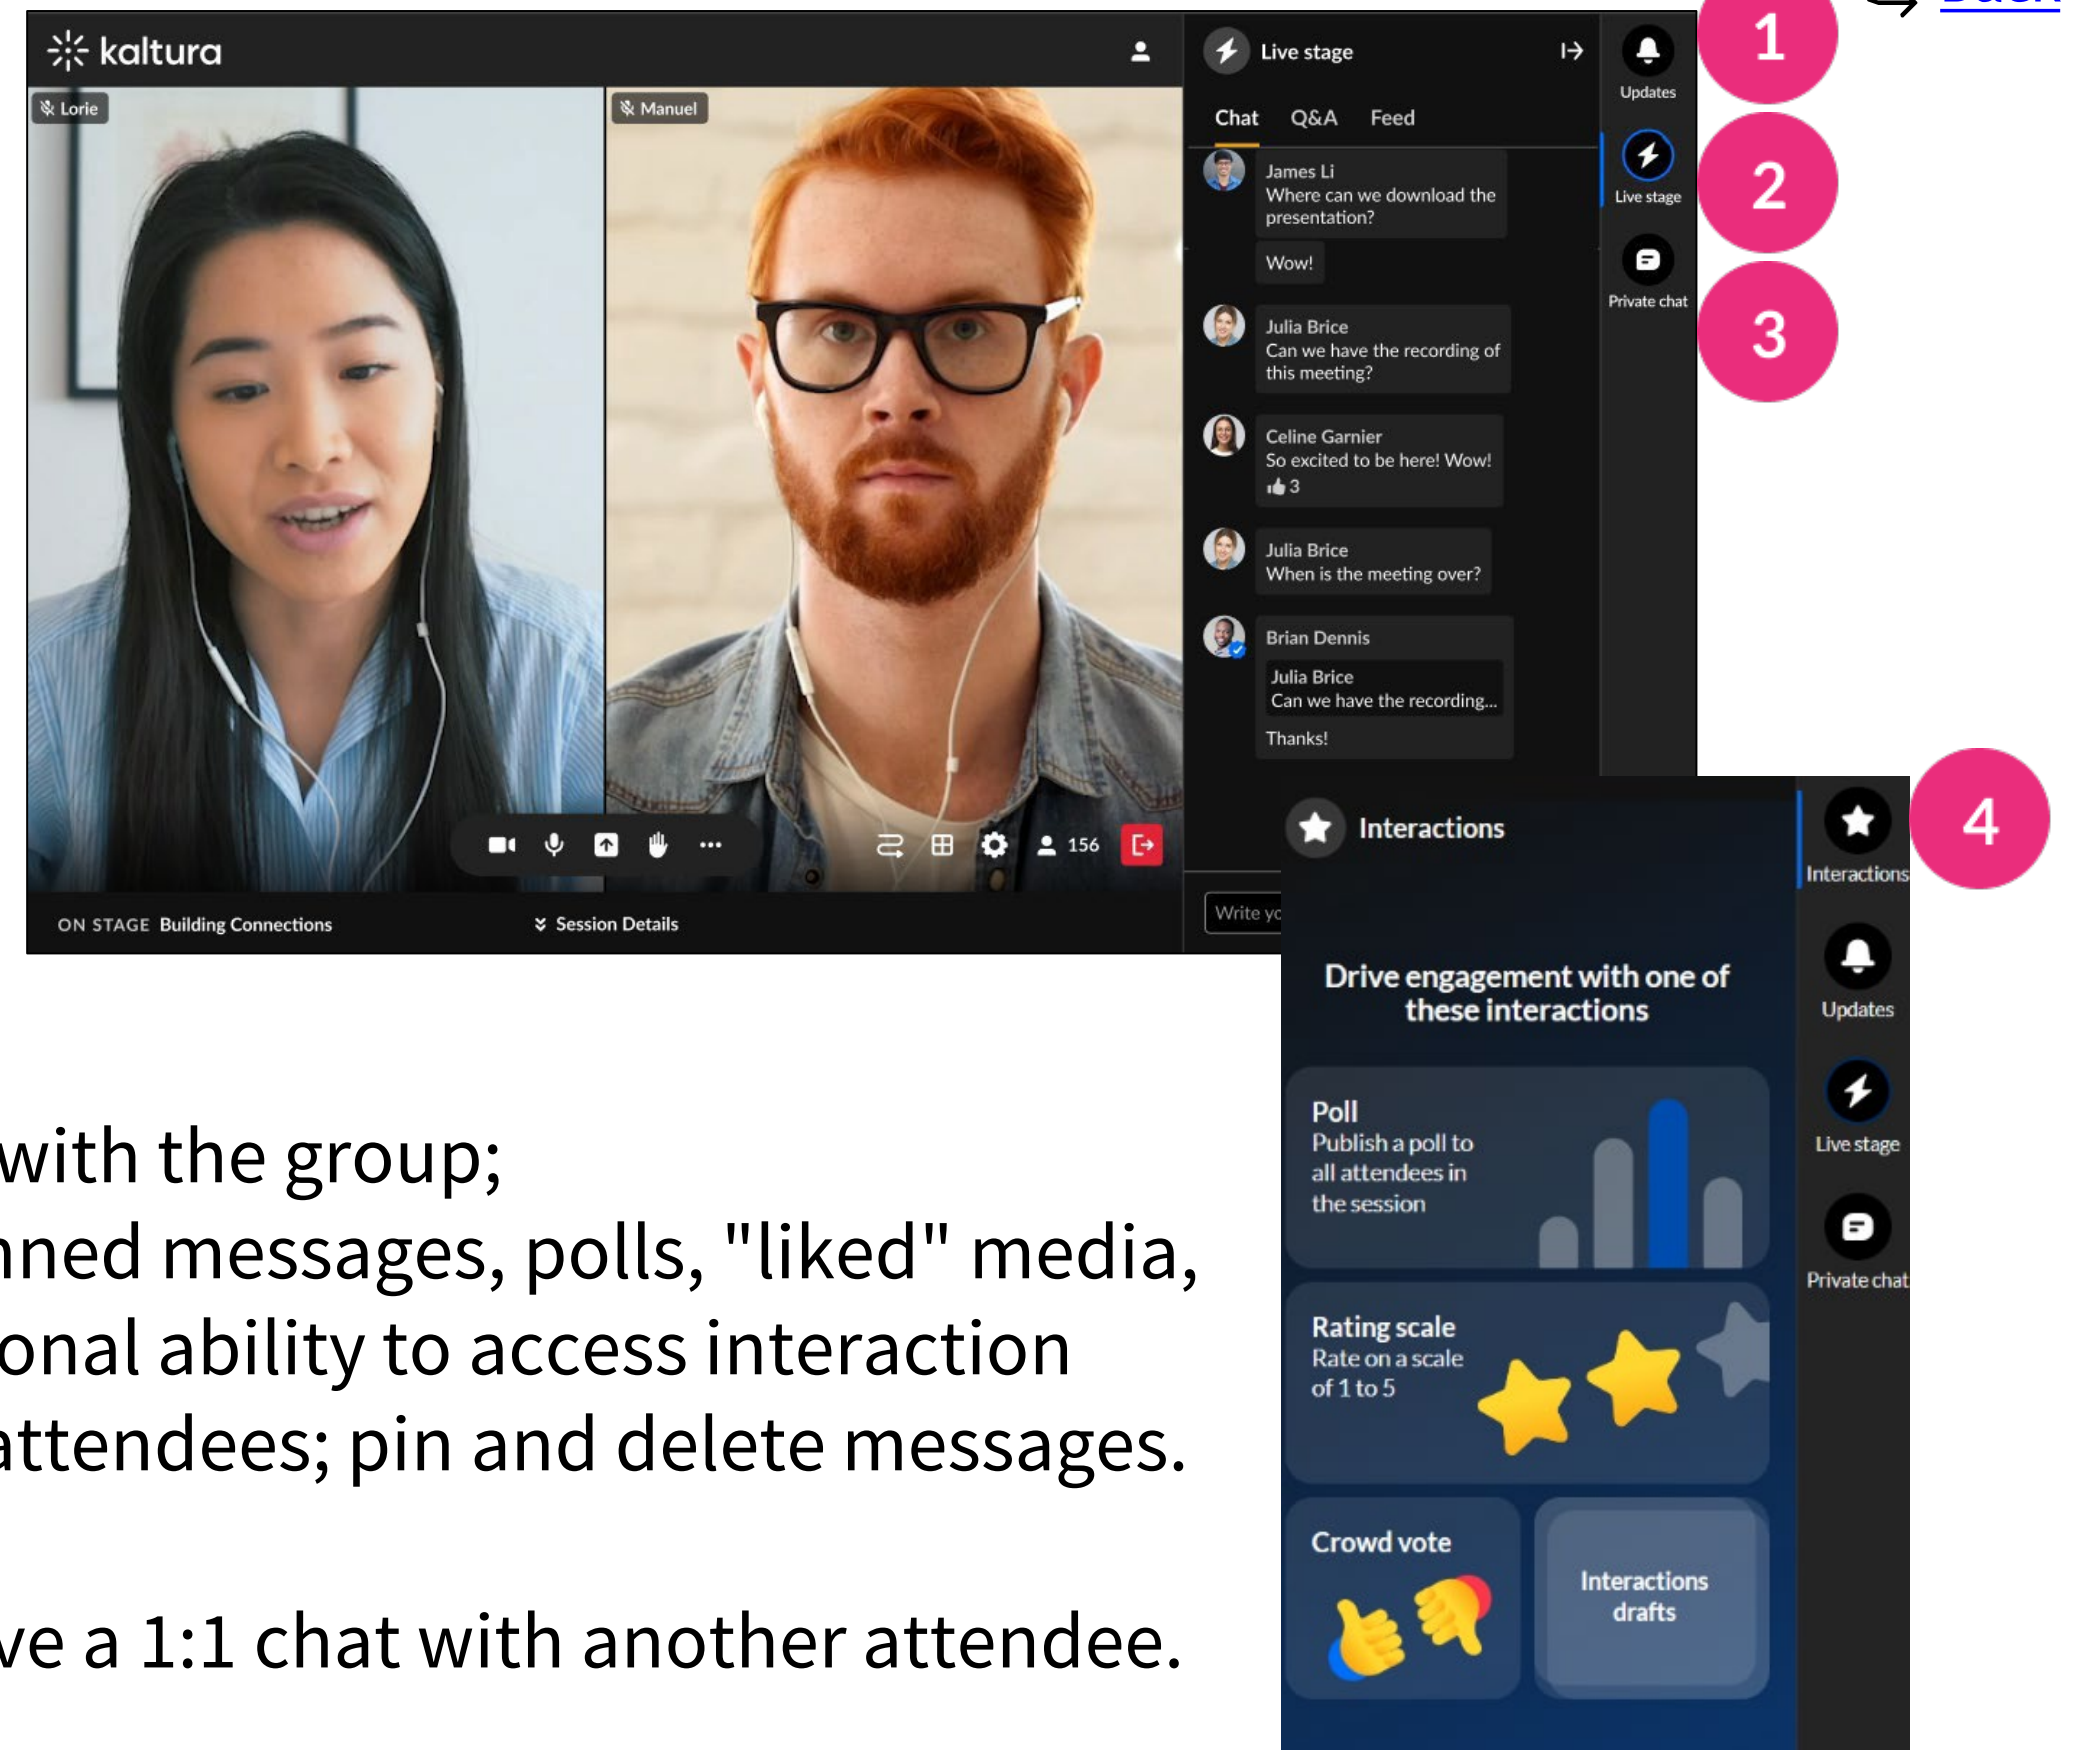 kaltura
Lorie
Manuel
Live stage
Chat Q&A Feed
James Li
Where can we download the
presentation?
Wow!
Julia Brice
Can we have the recording of
this meeting?
Celine Garnier
So excited to be here! Wow!
3
Julia Brice
When is the meeting over?
Brian Dennis
Julia Brice
Can we have the recording...
Thanks!
156
ON STAGE Building Connections
Session Details
Write
Updates
Live stage
Private chat
1
2
3
4
Interactions
Drive engagement with one of
these interactions
Poll
Publish a poll to
all attendees in
the session
Rating scale
Rate on a scale
of 1 to 5
Crowd vote
Interactions
drafts
Interactions
Updates
Live stage
Private chat
with the group;
messages, polls, "liked" media,
ability to access interaction
attendees; pin and delete messages.
a 1:1 chat with another attendee.